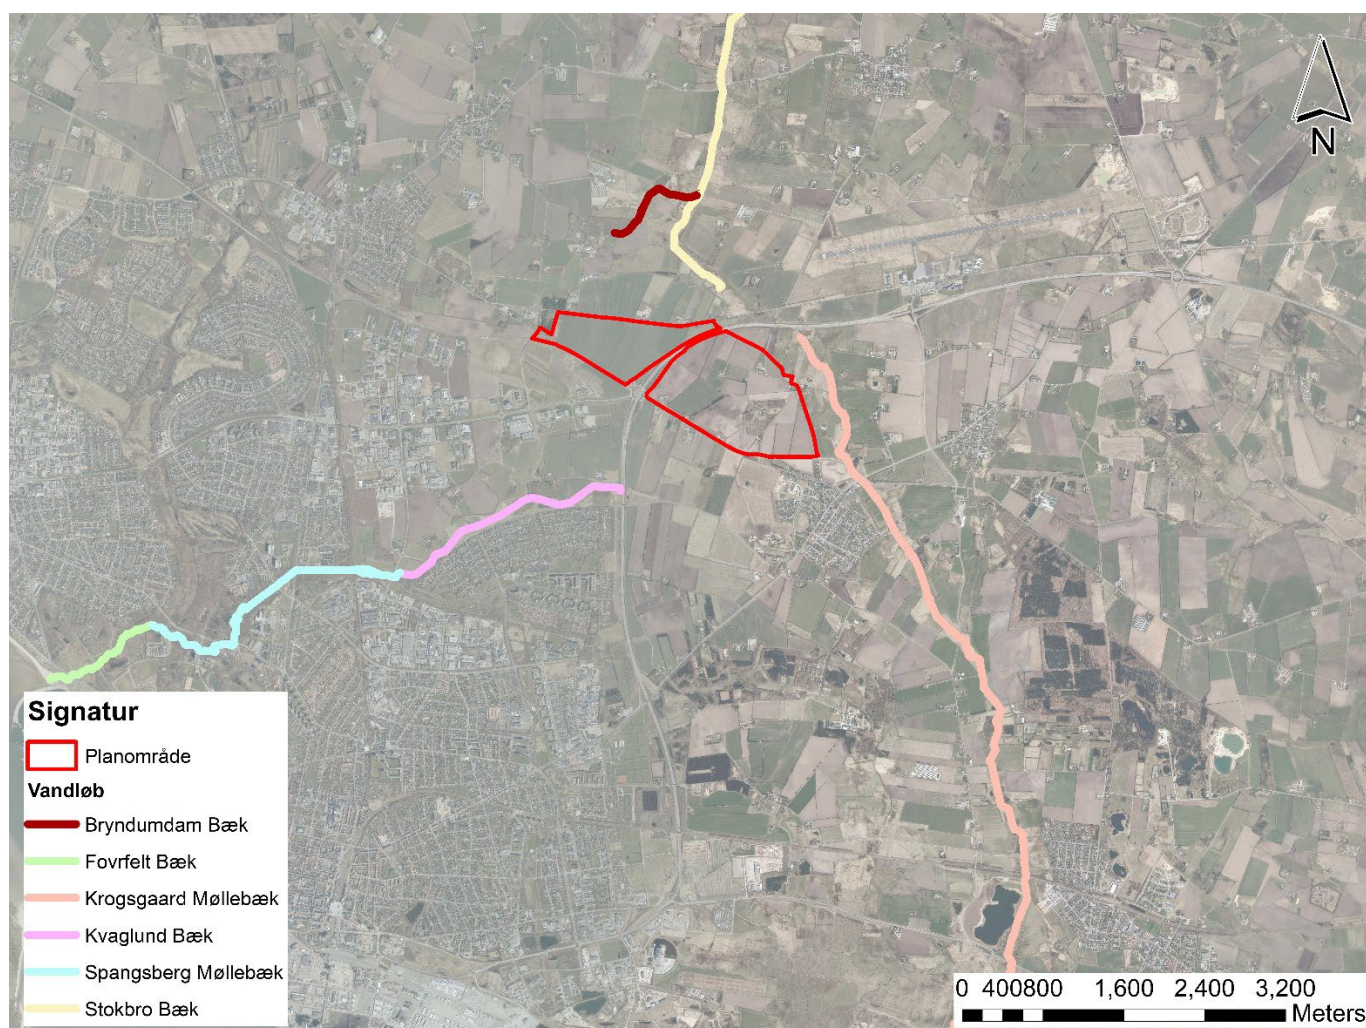 N
Signatur
Planområde
Vandløb
Bryndumdam Bæk
Fovrfelt Bæk
Krogsgaard Møllebæk
Kvaglund Bæk
Spangsberg Møllebæk
Stokbro Bæk
0 400800 1,600 2,400 3,200
Meters